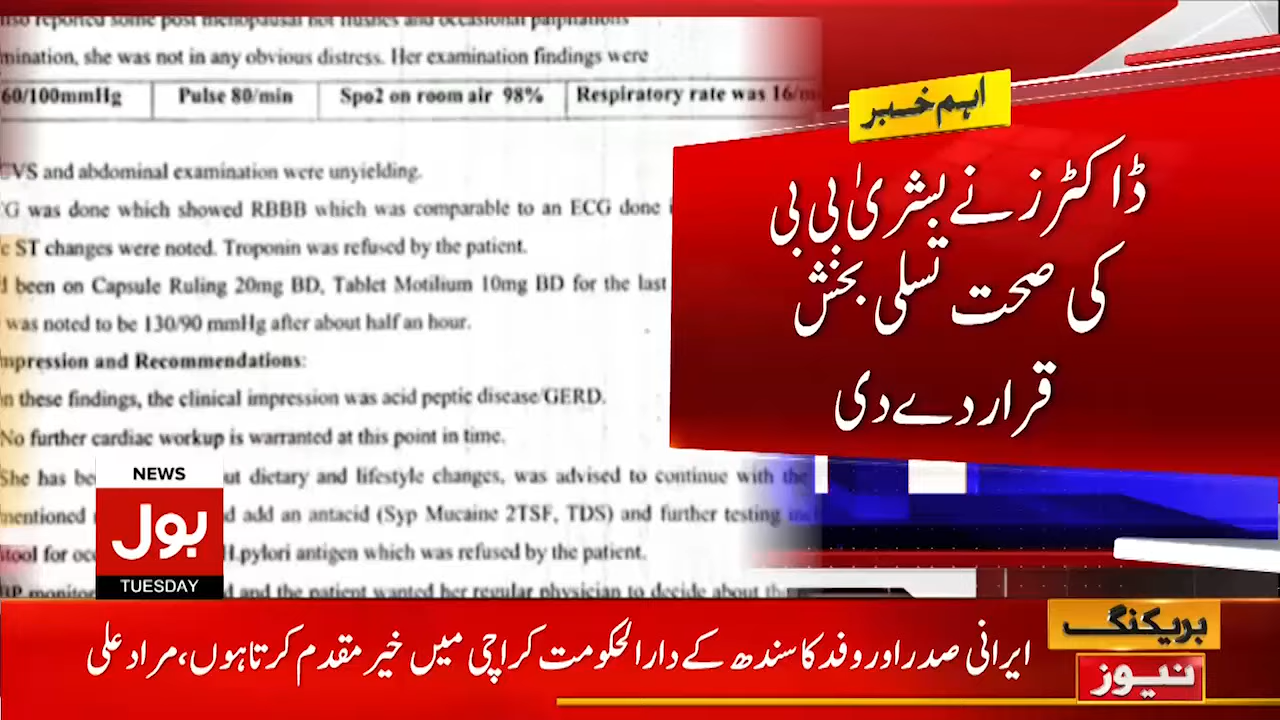 also reported some post menopausal hot flushes and occasional palpitations
mination, she was not in any obvious distress. Her examination findings were
60/100mmHg Pulse 80/min Spo2 on room air 98% Respiratory rate was 16/m
VS and abdominal examination were unyielding.
G was done which showed RBBB which was comparable to an ECG done
c ST changes were noted. Troponin was refused by the patient.
been on Capsule Ruling 20mg BD, Tablet Motilium 10mg BD for the last
was noted to be 130/90 mmHg after about half an hour.
mpression and Recommendations:
n these findings, the clinical impression was acid peptic disease/GERD.
No further cardiac workup is warranted at this point in time.
She has be ut dietary and lifestyle changes, was advised to continue with the
mentioned d add an antacid (Syp Mucaine 2TSF, TDS) and further testing
tool for occ H.pylori antigen which was refused by the patient.
BP monitor d and the patient wanted her regular physician to decide about th
اہم خبر
ڈاکٹرز نے بشریٰ بی بی
کی صحت تسلی بخش
قرار دے دی
NEWS
بول
TUESDAY
بریکنگ
نیوز
ایرانی صدر اور وفد کا سندھ کے دارالحکومت کراچی میں خیر مقدم کرتا ہوں، مراد علی